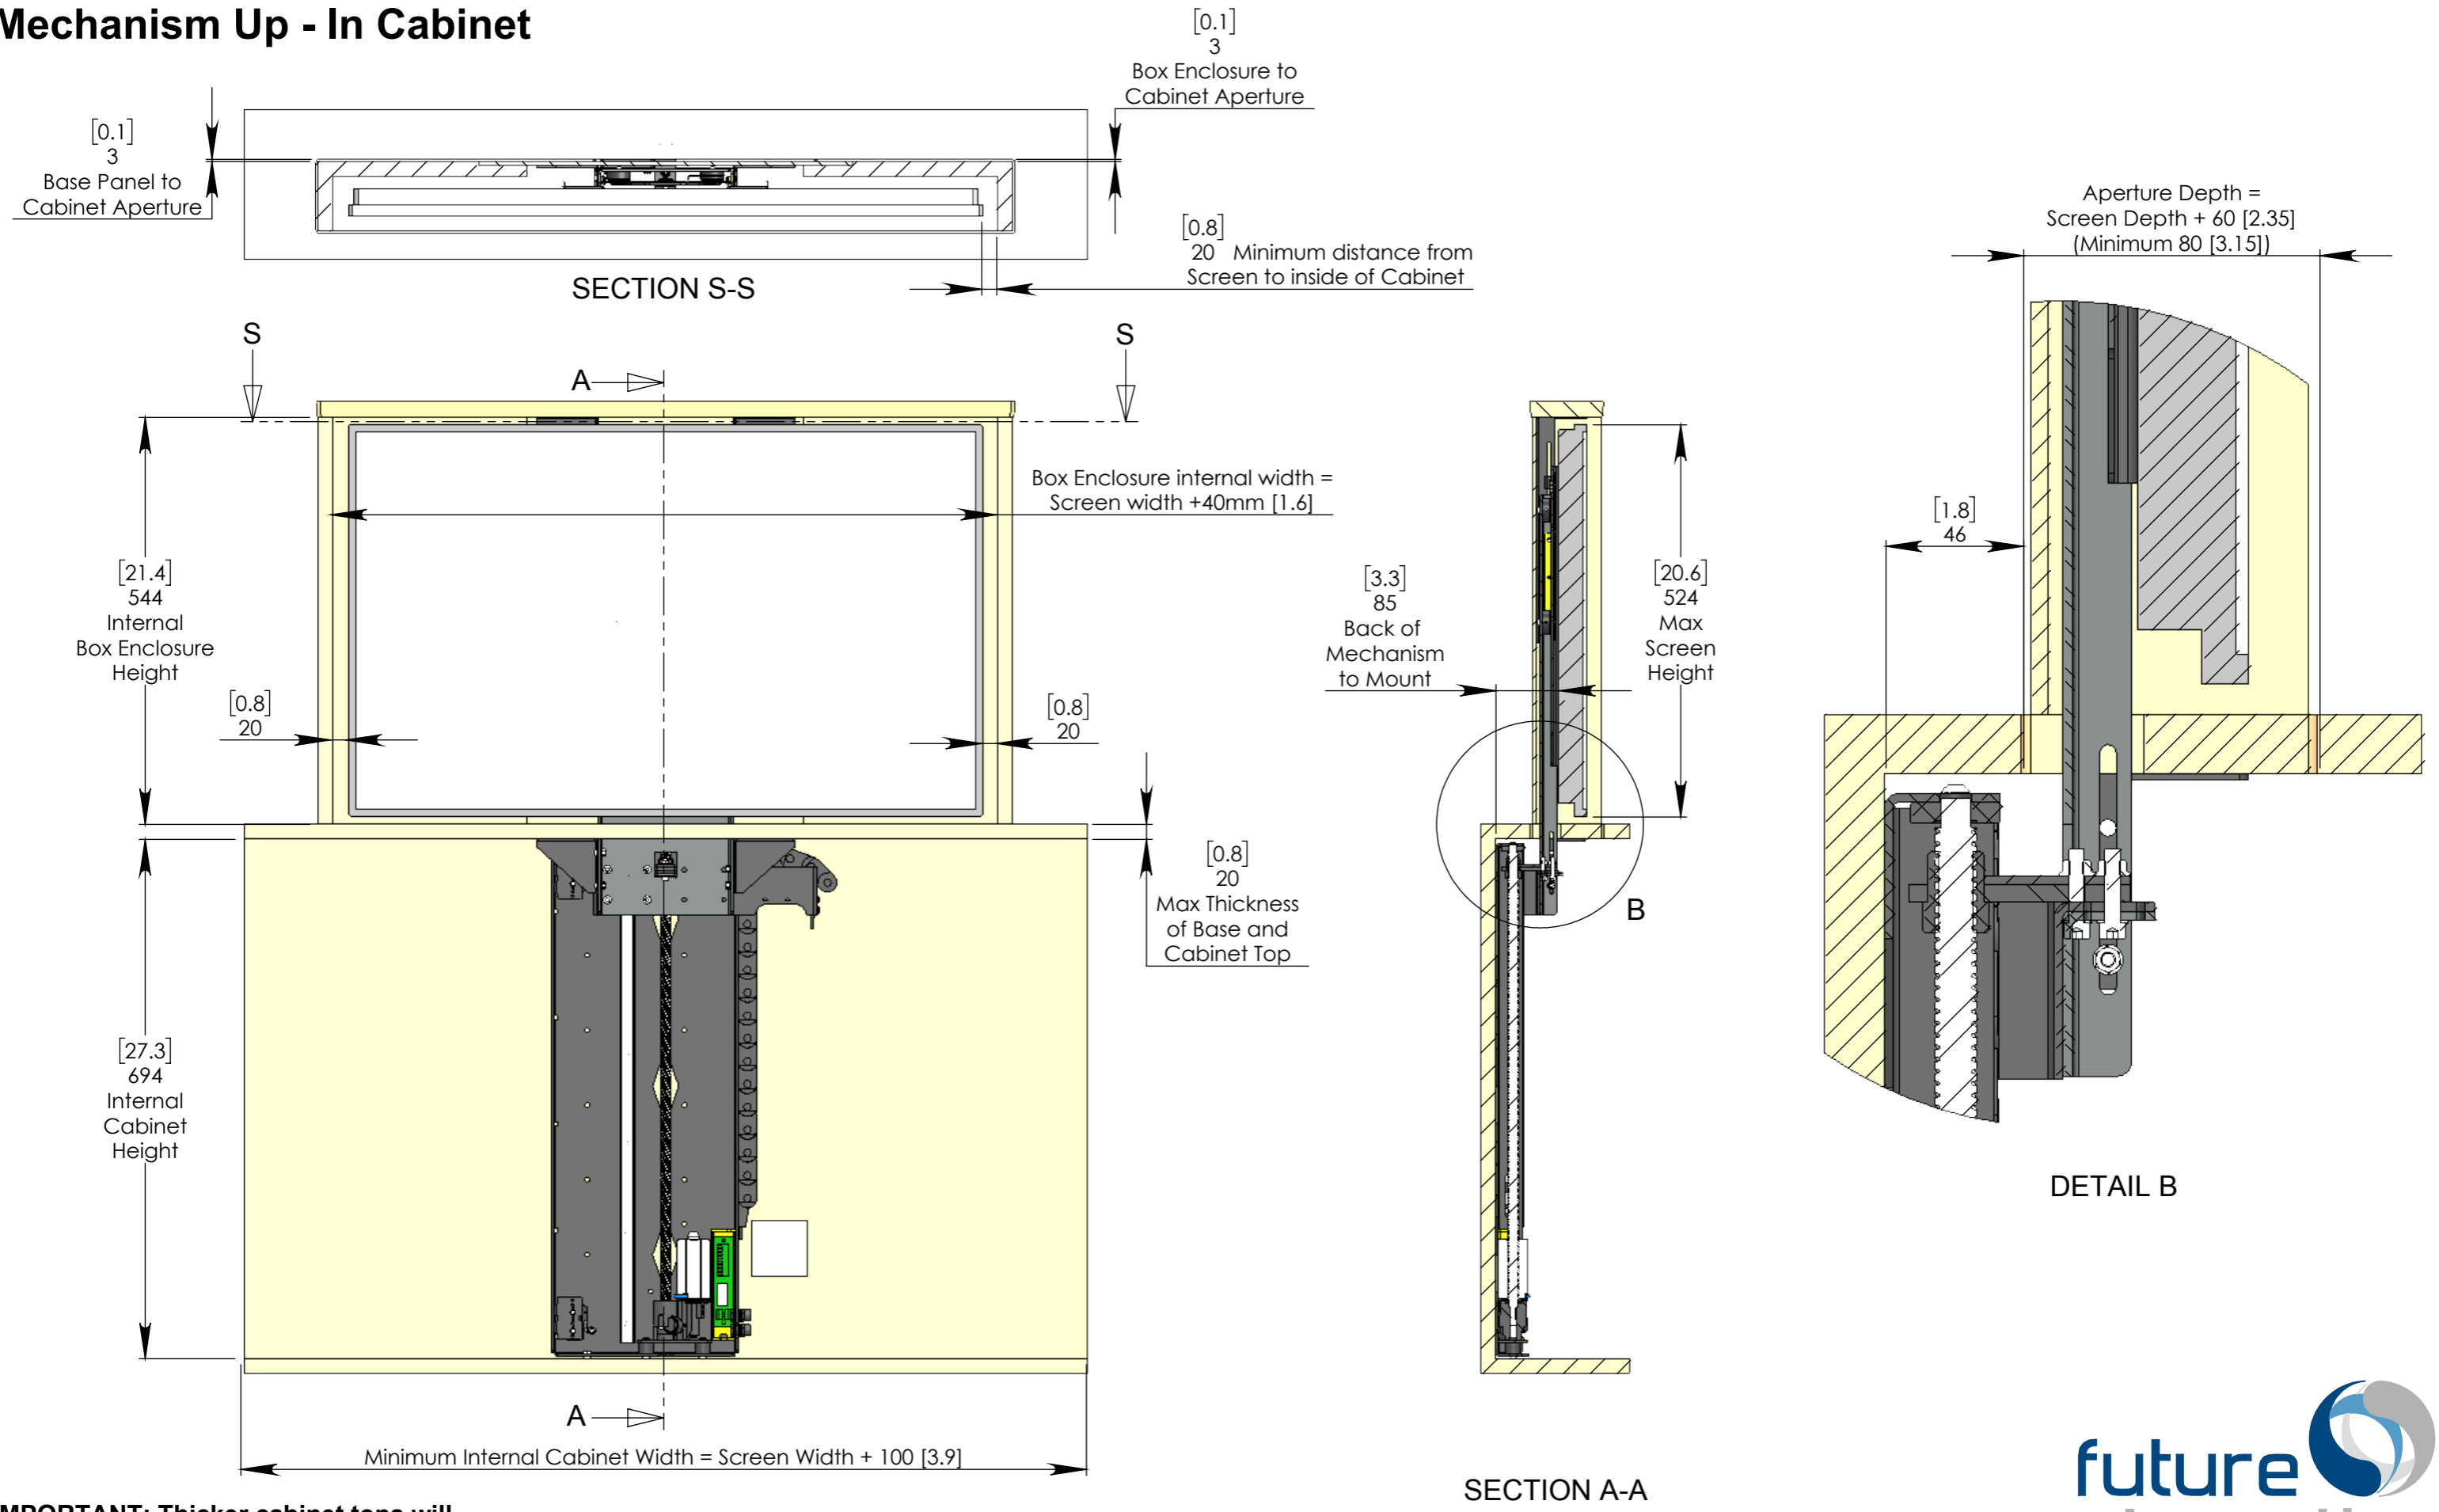 Mechanism Up - In Cabinet
[0.1]
3
Base Panel to
Cabinet Aperture
[0.1]
3
Box Enclosure to
Cabinet Aperture
[0.8]
20 Minimum distance from
Screen to inside of Cabinet
SECTION S-S
Aperture Depth =
Screen Depth + 60 [2.35]
(Minimum 80 [3.15])
S
S
A
Box Enclosure internal width =
Screen width +40mm [1.6]
[21.4]
544
Internal
Box Enclosure
Height
[0.8]
20
[0.8]
20
[3.3]
85
Back of
Mechanism
to Mount
[20.6]
524
Max
Screen
Height
[1.8]
46
[0.8]
20
Max Thickness
of Base and
Cabinet Top
B
[27.3]
694
Internal
Cabinet
Height
DETAIL B
A
Minimum Internal Cabinet Width = Screen Width + 100 [3.9]
SECTION A-A
future
IMPORTANT: Thicker cabinet tops will